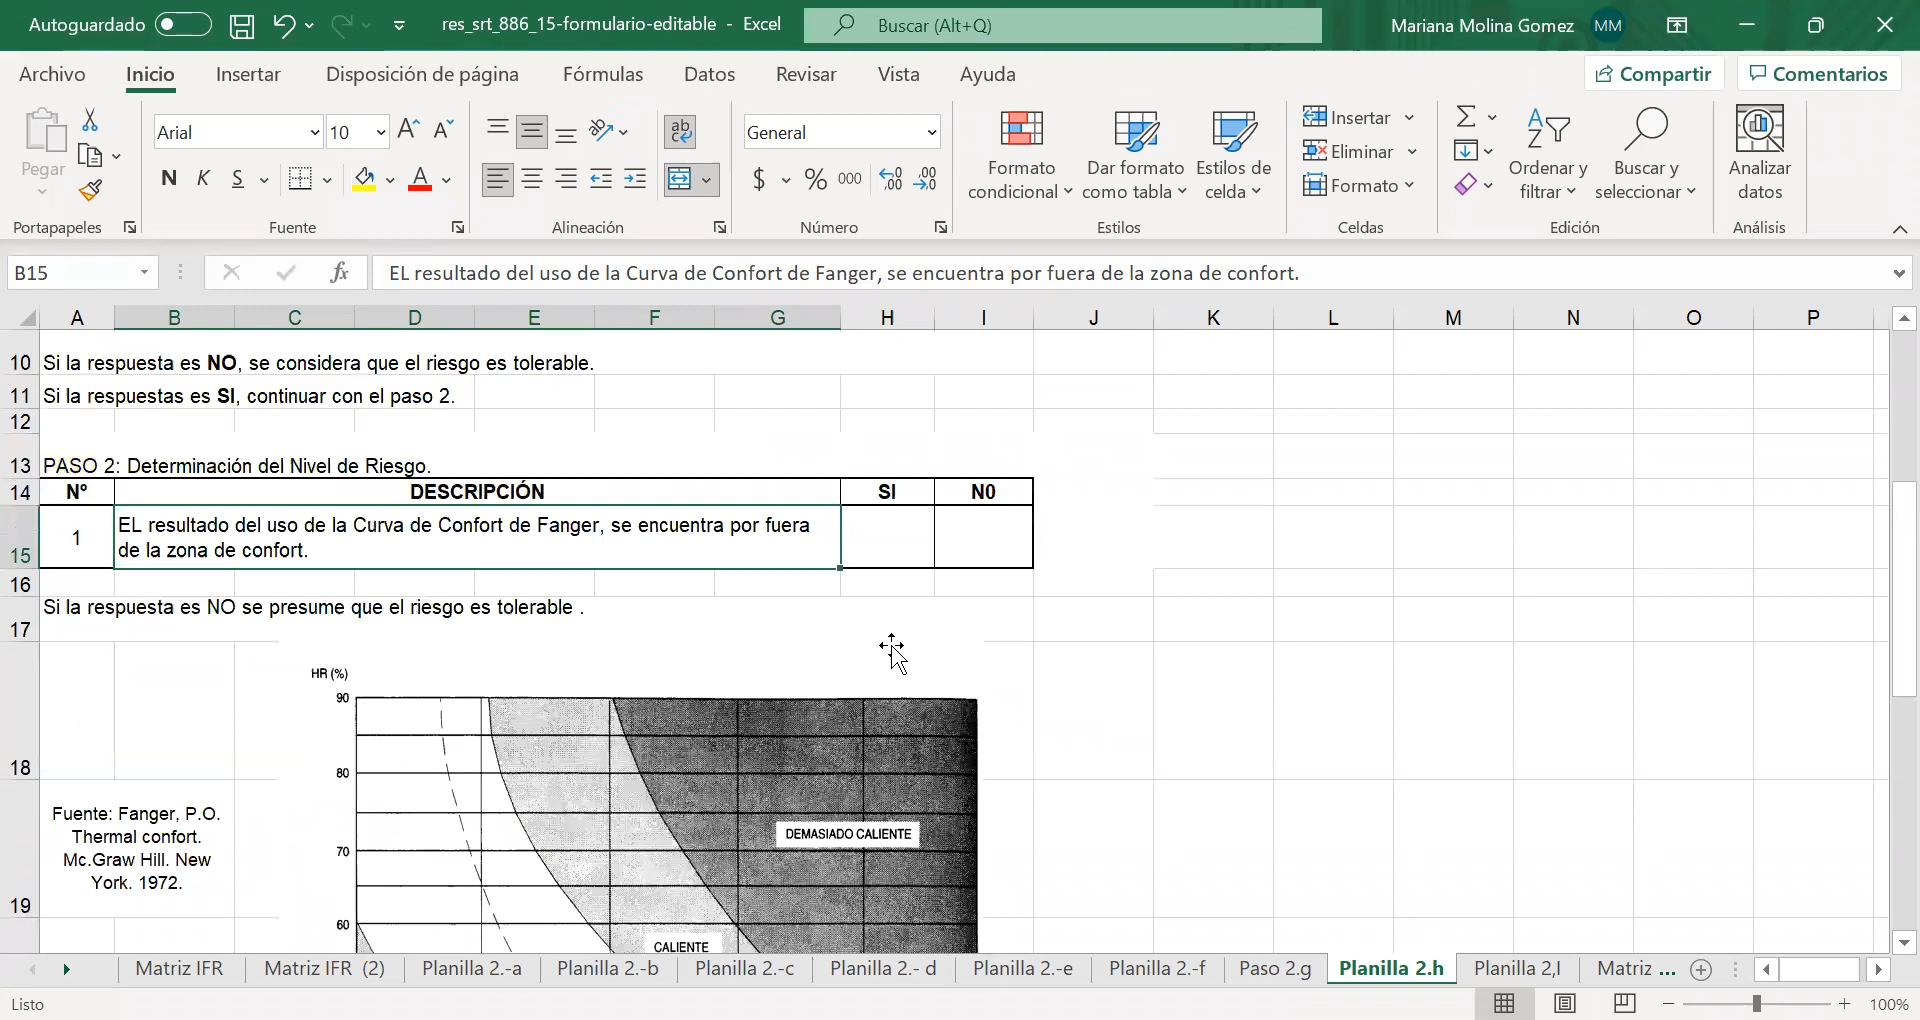 Autoguardado
res_srt_886_15-formulario-editable - Excel
Buscar (Alt+Q)
Mariana Molina Gomez
MM
Archivo Inicio Insertar Disposición de página Fórmulas Datos Revisar Vista Ayuda
Compartir
Comentarios
Pegar
Portapapeles
Arial
10
N K S
Fuente
ab
Alineación
General
$ % 000
Número
Formato
condicional
Dar formato
como tabla
Estilos de
celda
Estilos
Insertar
Eliminar
Formato
Celdas
Ordenar y
filtrar
Buscar y
seleccionar
Edición
Analizar
datos
Análisis
B15
fx
EL resultado del uso de la Curva de Confort de Fanger, se encuentra por fuera de la zona de confort.
A B C D E F G H I J K L M N O P
10 Si la respuesta es NO, se considera que el riesgo es tolerable.
11 Si la respuestas es SI, continuar con el paso 2.
12
13 PASO 2: Determinación del Nivel de Riesgo.
14 Nº DESCRIPCIÓN SI N0
15 1 EL resultado del uso de la Curva de Confort de Fanger, se encuentra por fuera
de la zona de confort.
16
17 Si la respuesta es NO se presume que el riesgo es tolerable .
18
19
Fuente: Fanger, P.O.
Thermal confort.
Mc.Graw Hill. New
York. 1972.
HR (%)
90
80
70
60
DEMASIADO CALIENTE
CALIENTE
Matriz IFR Matriz IFR (2) Planilla 2.-a Planilla 2.-b Planilla 2.-c Planilla 2.- d Planilla 2.-e Planilla 2.-f Paso 2.g Planilla 2.h Planilla 2,I Matriz ...
Listo
100%